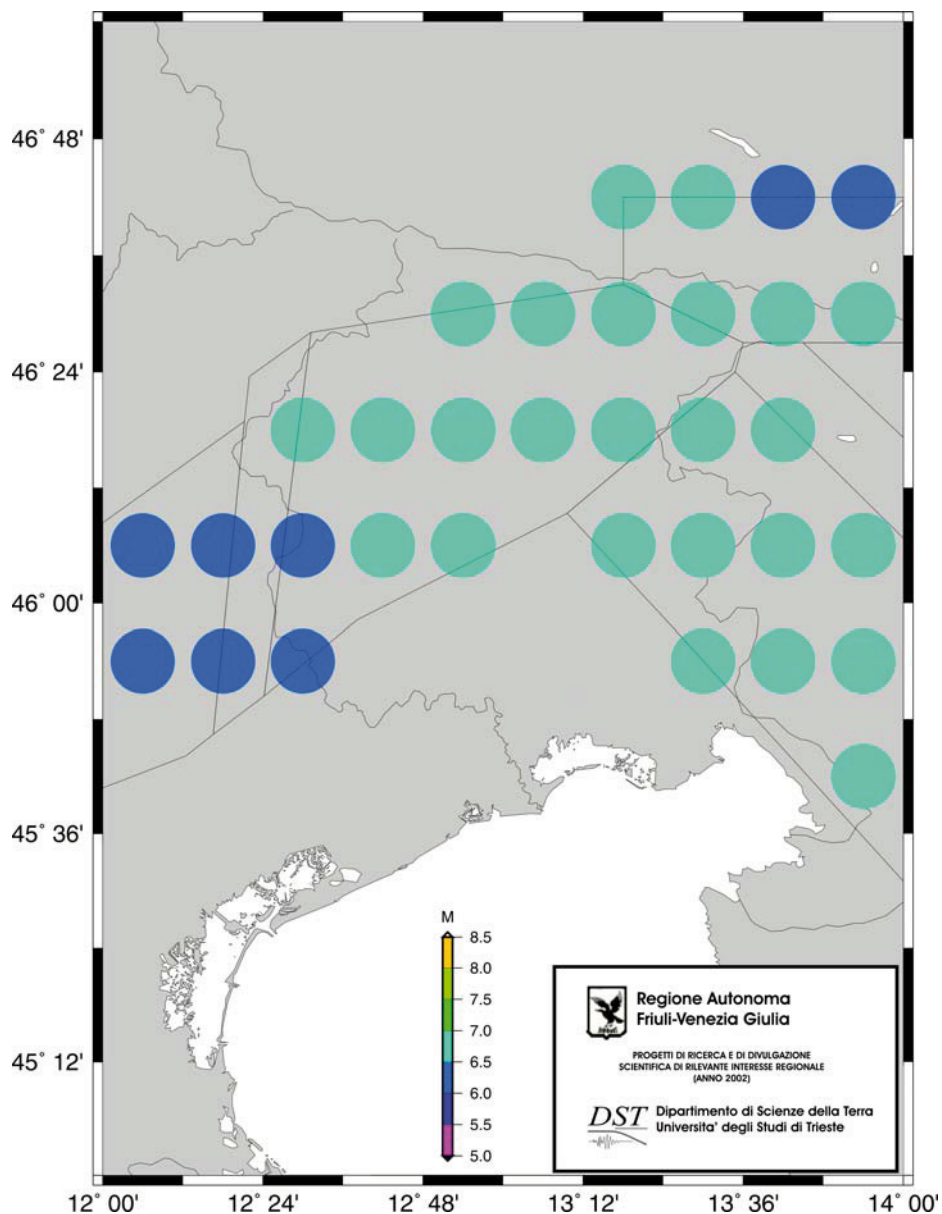 46° 48'
46° 24'
46° 00'
45° 36'
45° 12'
M
8.5
8.0
7.5
7.0
6.5
6.0
5.5
5.0
Regione Autonoma
Friuli-Venezia Giulia
PROGETTI DI RICERCA E DI DIVULGAZIONE
SCIENTIFICA DI RILEVANTE INTERESSE REGIONALE
(ANNO 2002)
DST
Dipartimento di Scienze della Terra
Universita' degli Studi di Trieste
12° 00' 12° 24' 12° 48' 13° 12' 13° 36' 14° 00'